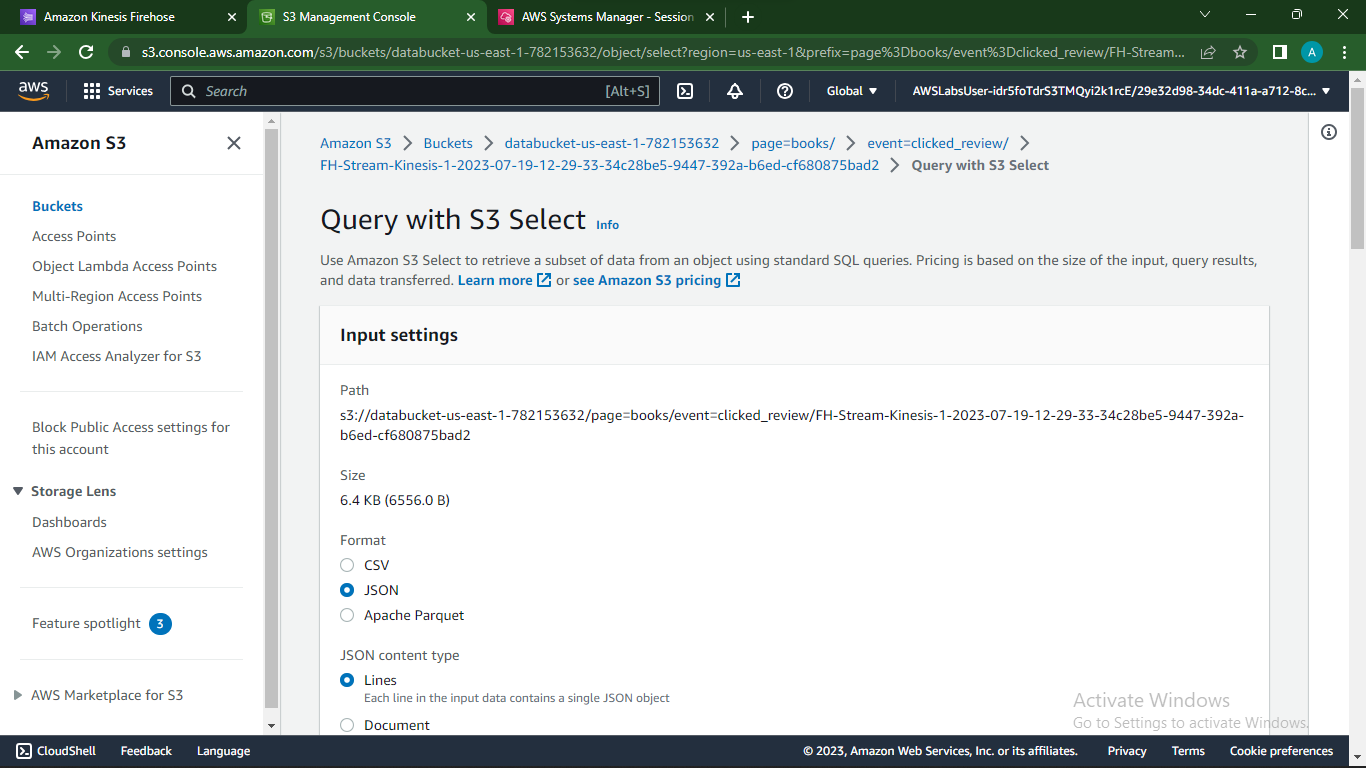 Amazon Kinesis Firehose
S3 Management Console
AWS Systems Manager - Session
s3.console.aws.amazon.com/s3/buckets/databucket-us-east-1-782153632/object/select?region=us-east-1&prefix=page%3Dbooks/event%3Dclicked_review/FH-Stream...
A
aws
Services
Search
[Alt+S]
Global
AWSLabsUser-idr5foTdrS3TMQyi2k1rcE/29e32d98-34dc-411a-a712-8c...
Amazon S3
Buckets
Access Points
Object Lambda Access Points
Multi-Region Access Points
Batch Operations
IAM Access Analyzer for S3
Block Public Access settings for
this account
Storage Lens
Dashboards
AWS Organizations settings
Feature spotlight 3
AWS Marketplace for S3
Amazon S3 > Buckets > databucket-us-east-1-782153632 > page=books/ > event=clicked_review/ >
FH-Stream-Kinesis-1-2023-07-19-12-29-33-34c28be5-9447-392a-b6ed-cf680875bad2 > Query with S3 Select
Query with S3 Select Info
Use Amazon S3 Select to retrieve a subset of data from an object using standard SQL queries. Pricing is based on the size of the input, query results,
and data transferred. Learn more or see Amazon S3 pricing
Input settings
Path
s3://databucket-us-east-1-782153632/page=books/event=clicked_review/FH-Stream-Kinesis-1-2023-07-19-12-29-33-34c28be5-9447-392a-
b6ed-cf680875bad2
Size
6.4 KB (6556.0 B)
Format
CSV
JSON
Apache Parquet
JSON content type
Lines
Each line in the input data contains a single JSON object
Document
Activate Windows
Go to Settings to activate Windows.
CloudShell
Feedback
Language
© 2023, Amazon Web Services, Inc. or its affiliates.
Privacy
Terms
Cookie preferences